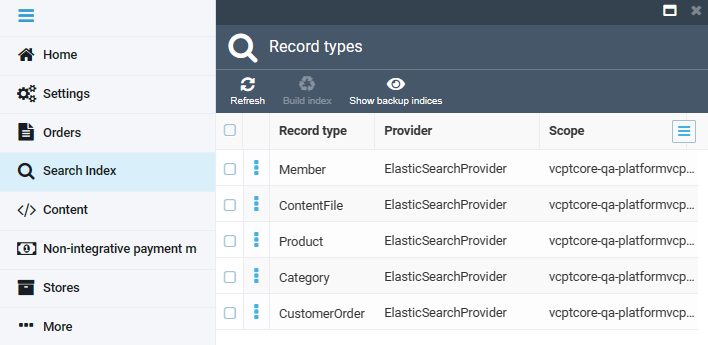 Home
Settings
Orders
Search Index
Content
Non-integrative payment m
Stores
More
Record types
Refresh Build index Show backup indices
Record type Provider Scope
Member ElasticSearchProvider vcptcore-qa-platformvcp...
ContentFile ElasticSearchProvider vcptcore-qa-platformvcp...
Product ElasticSearchProvider vcptcore-qa-platformvcp...
Category ElasticSearchProvider vcptcore-qa-platformvcp...
CustomerOrder ElasticSearchProvider vcptcore-qa-platformvcp...